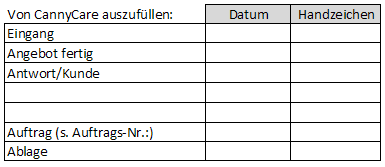 Von CannyCare auszufüllen: Datum Handzeichen
Eingang
Angebot fertig
Antwort/Kunde
Auftrag (s. Auftrags-Nr.:)
Ablage